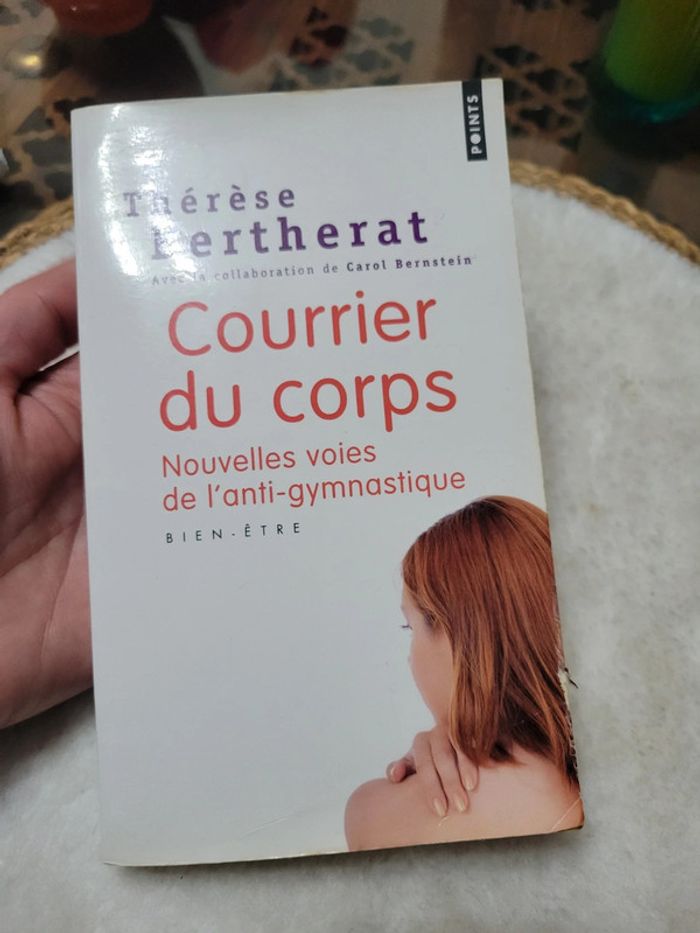 POINTS
Thérèse
Bertherat
Avec la collaboration de Carol Bernstein
Courrier
du corps
Nouvelles voies
de l'anti-gymnastique
BIEN-ÊTRE